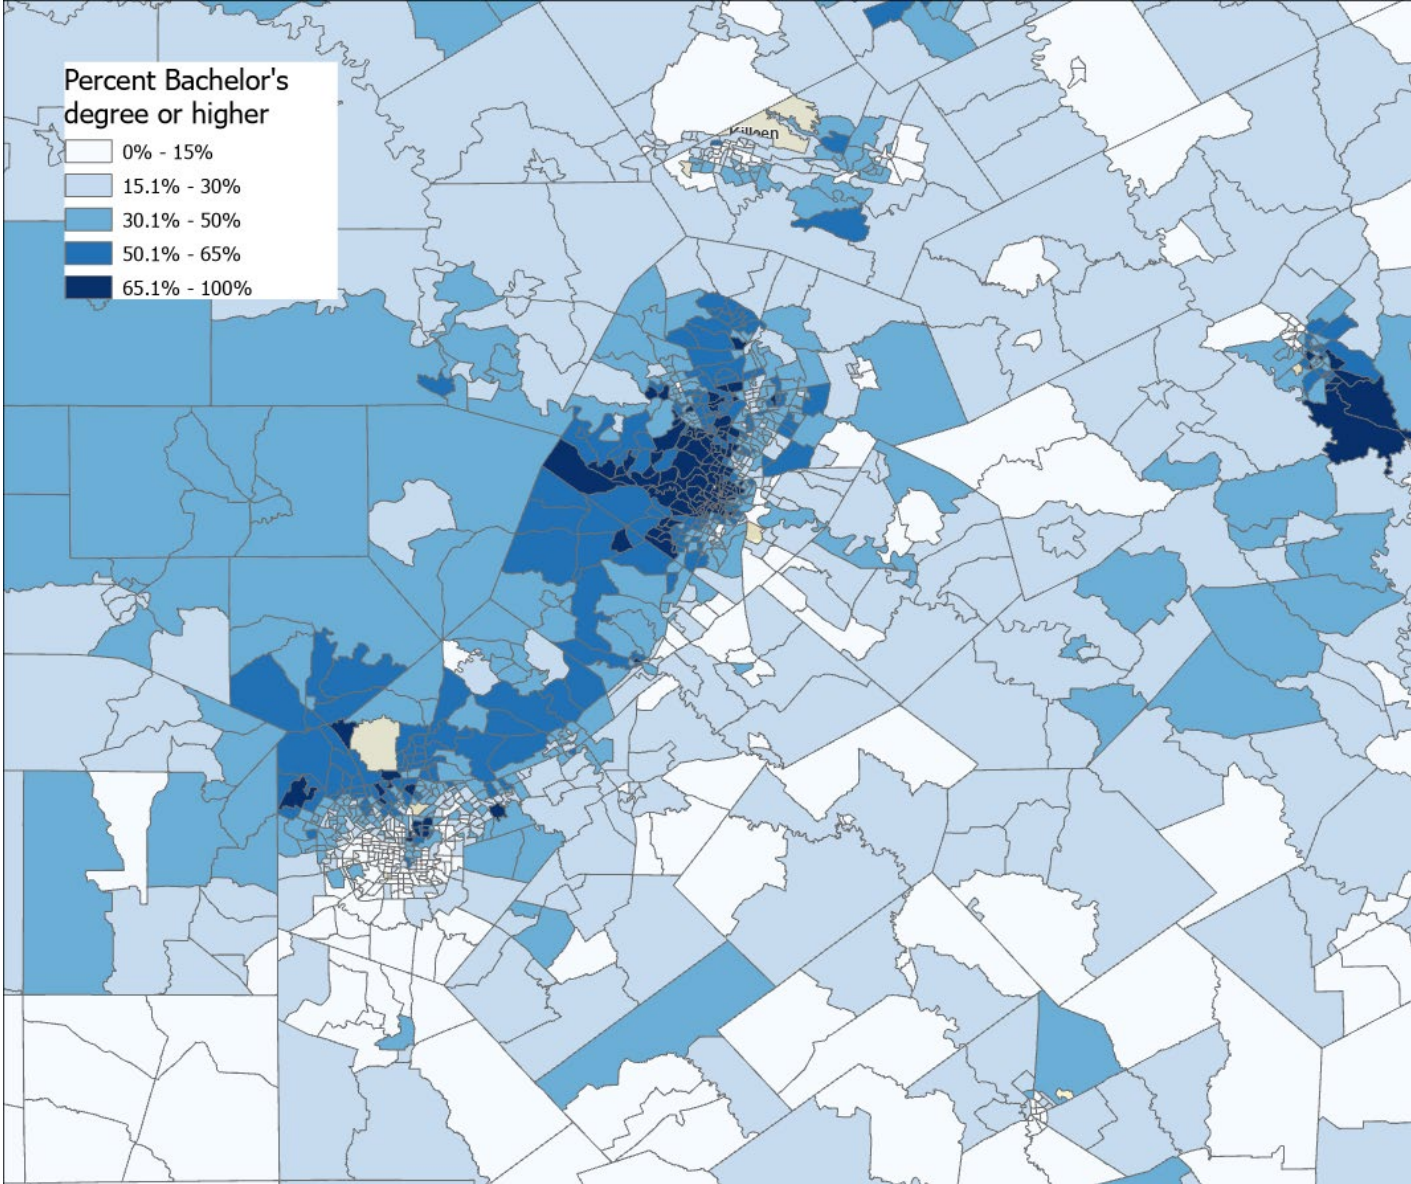 Percent Bachelor's
degree or higher
0% - 15%
15.1% - 30%
30.1% - 50%
50.1% - 65%
65.1% - 100%
Killeen